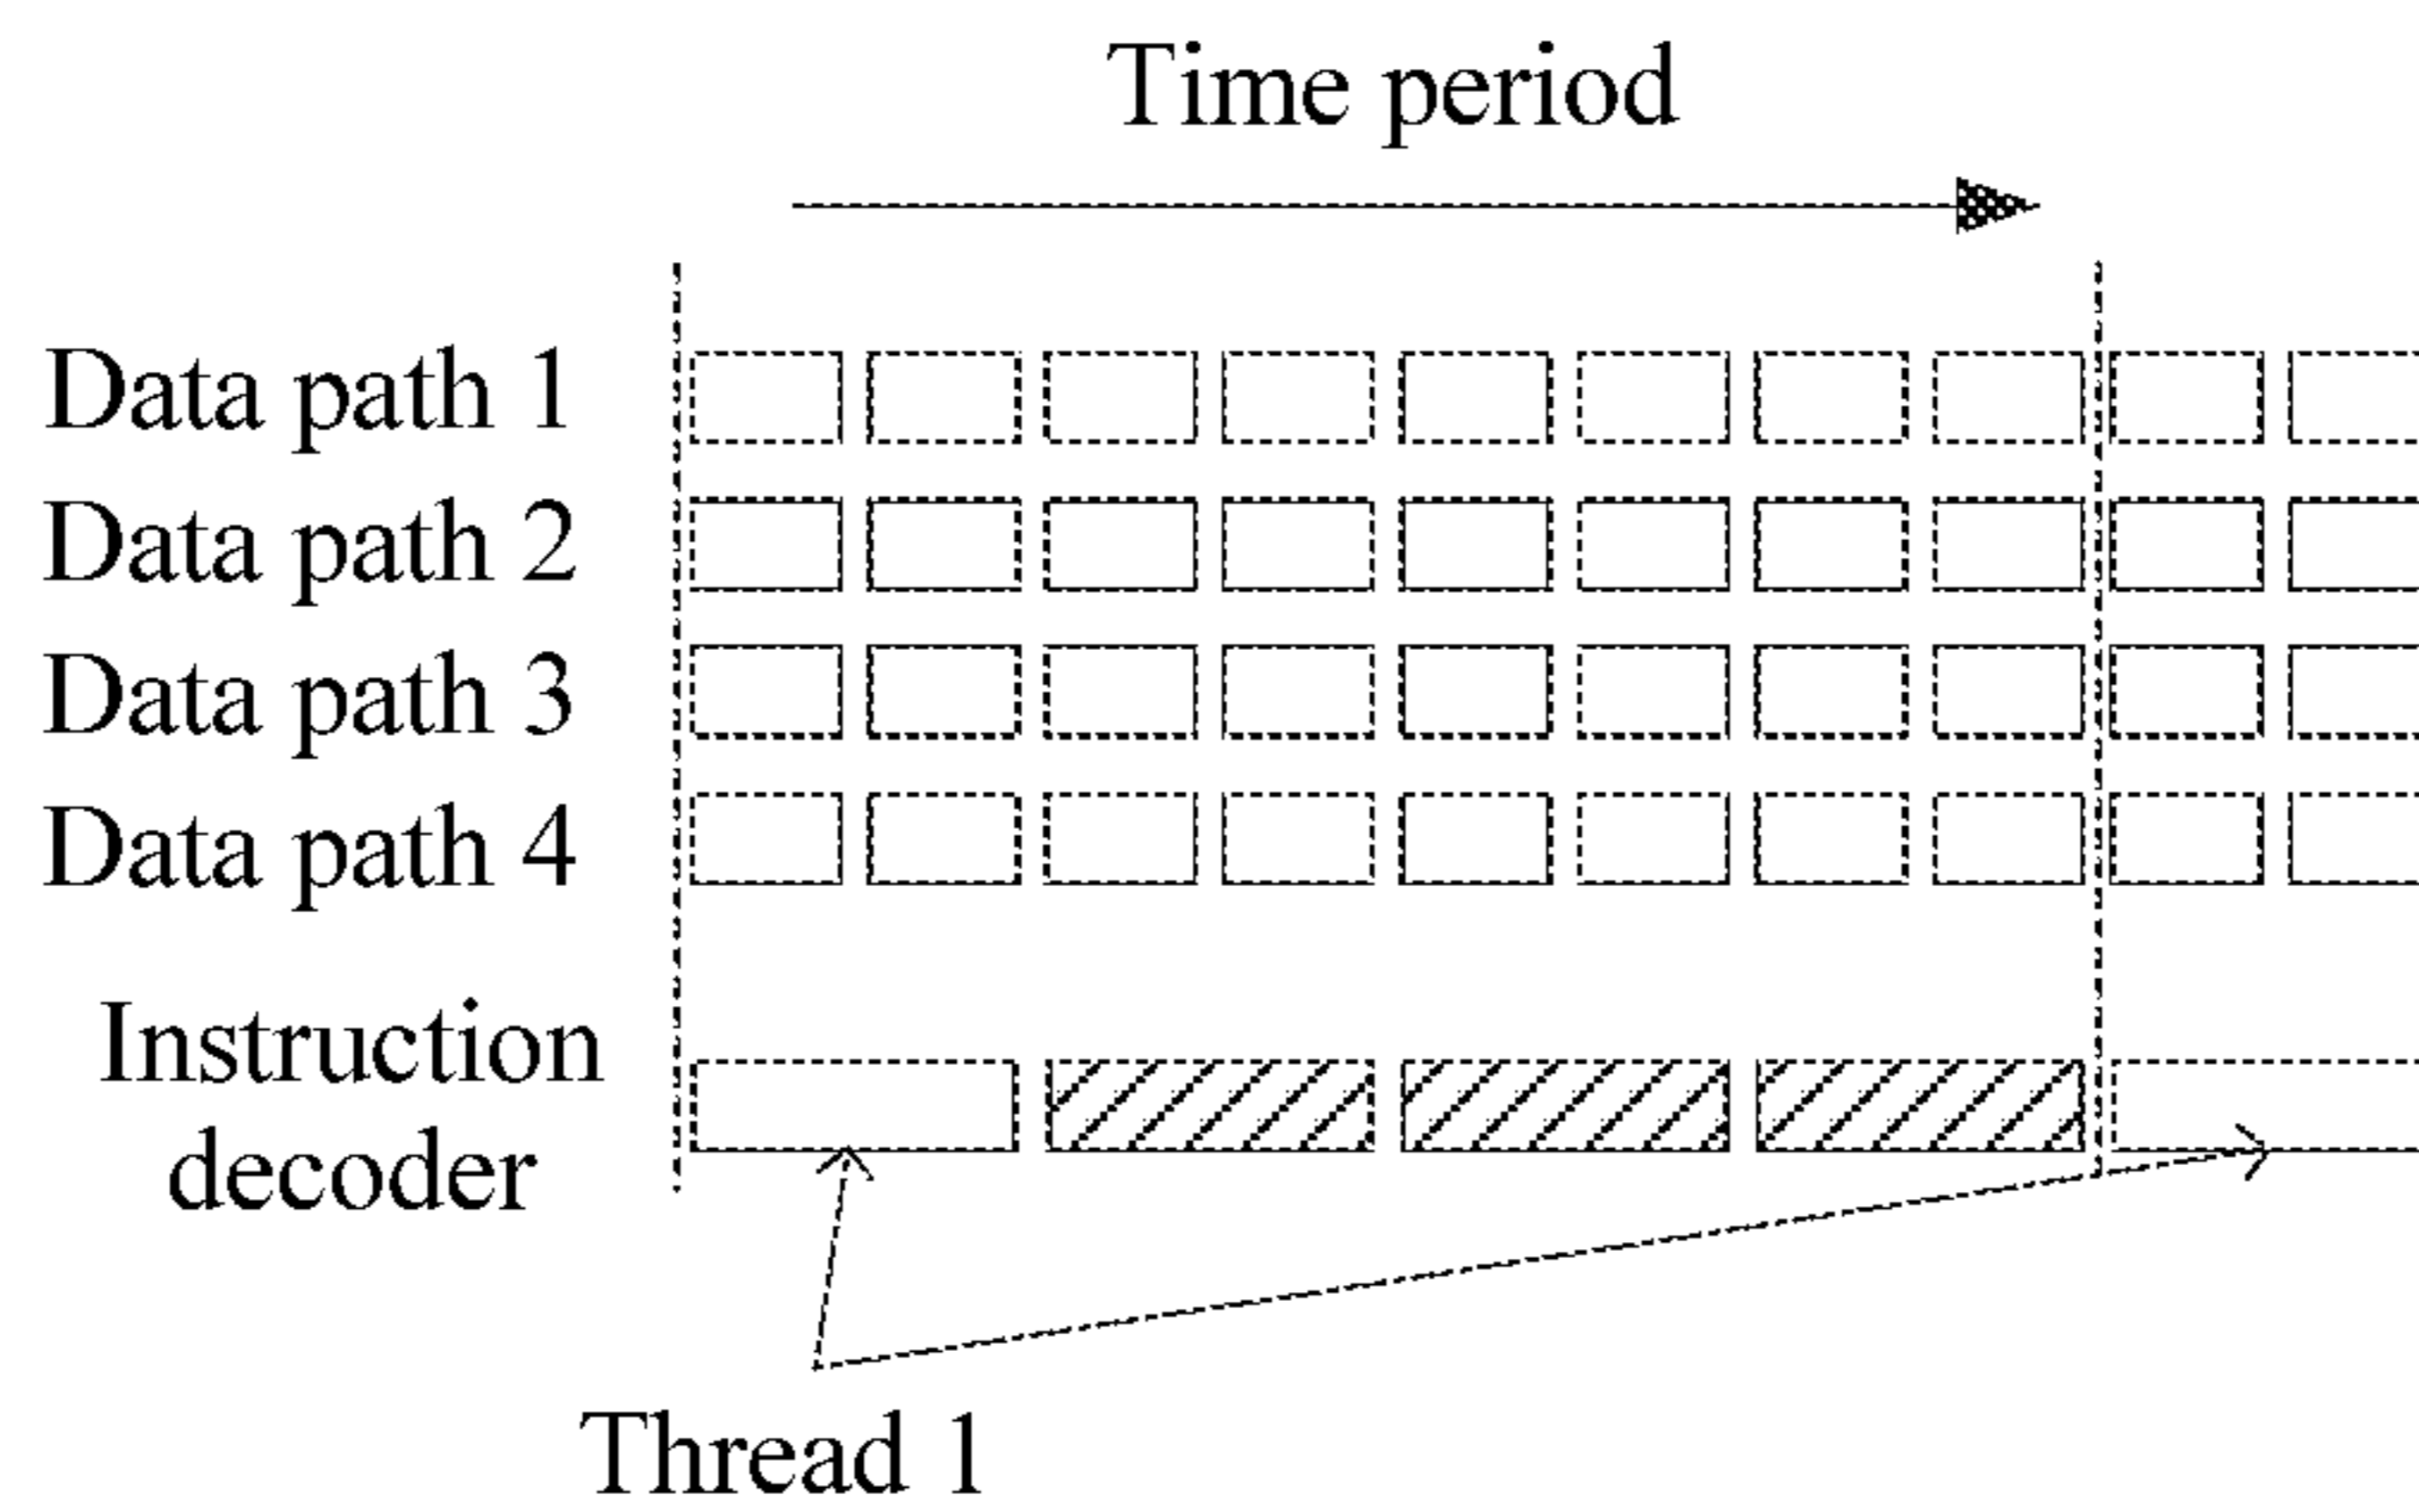 Time period
Data path 1
Data path 2
Data path 3
Data path 4
Instruction
decoder
Thread 1